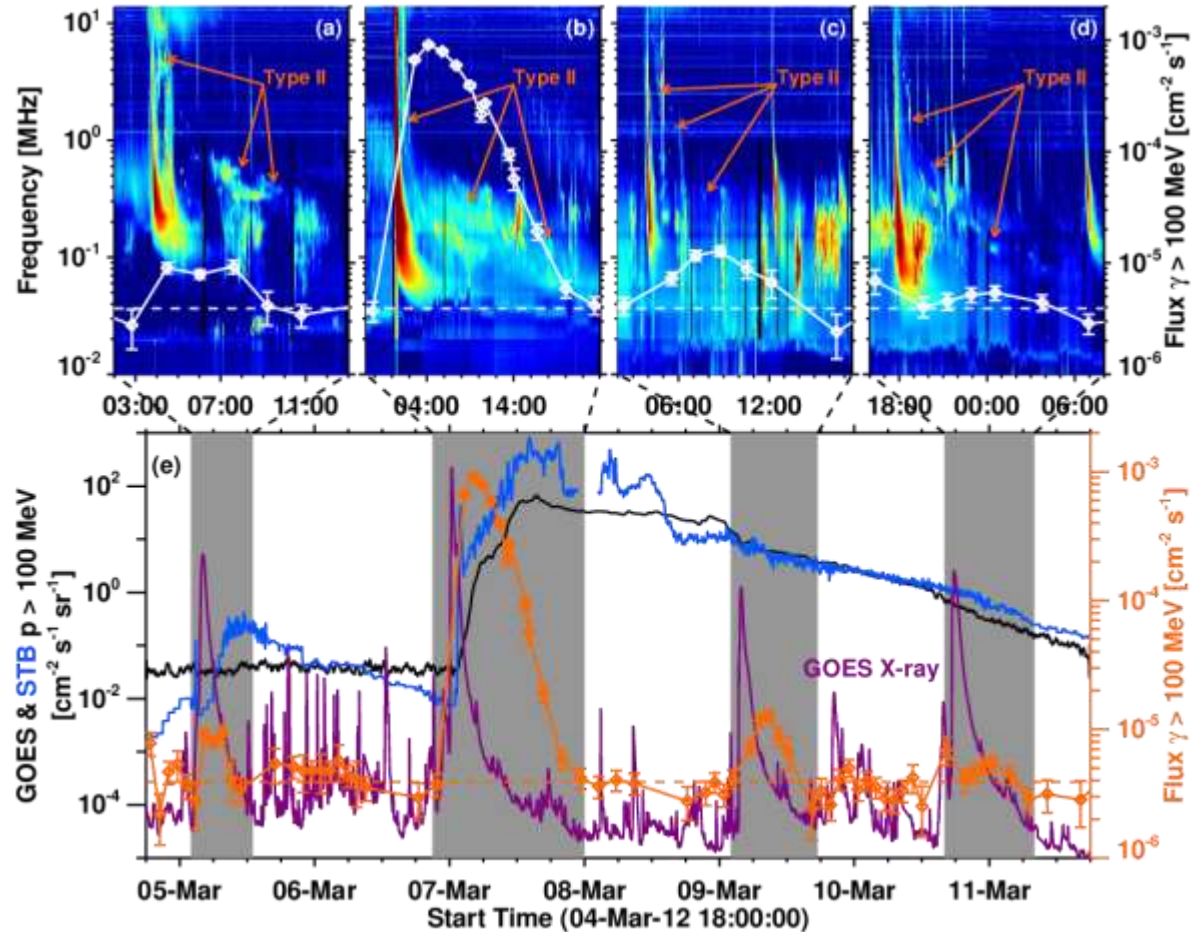 (a) (b) (c) (d)
Type II Type II Type II Type II
10¹
10⁰
10⁻¹
10⁻²
Frequency [MHz]
10⁻³
10⁻⁴
10⁻⁵
10⁻⁶
Flux γ > 100 MeV [cm⁻² s⁻¹]
03:00 07:00 11:00 04:00 14:00 06:00 12:00 18:00 00:00 06:00
(e)
GOES X-ray
10²
10⁰
10⁻²
10⁻⁴
GOES & STB p > 100 MeV
[cm⁻² s⁻¹ sr⁻¹]
10⁻³
10⁻⁴
10⁻⁵
10⁻⁶
Flux γ > 100 MeV [cm⁻² s⁻¹]
05-Mar 06-Mar 07-Mar 08-Mar 09-Mar 10-Mar 11-Mar
Start Time (04-Mar-12 18:00:00)